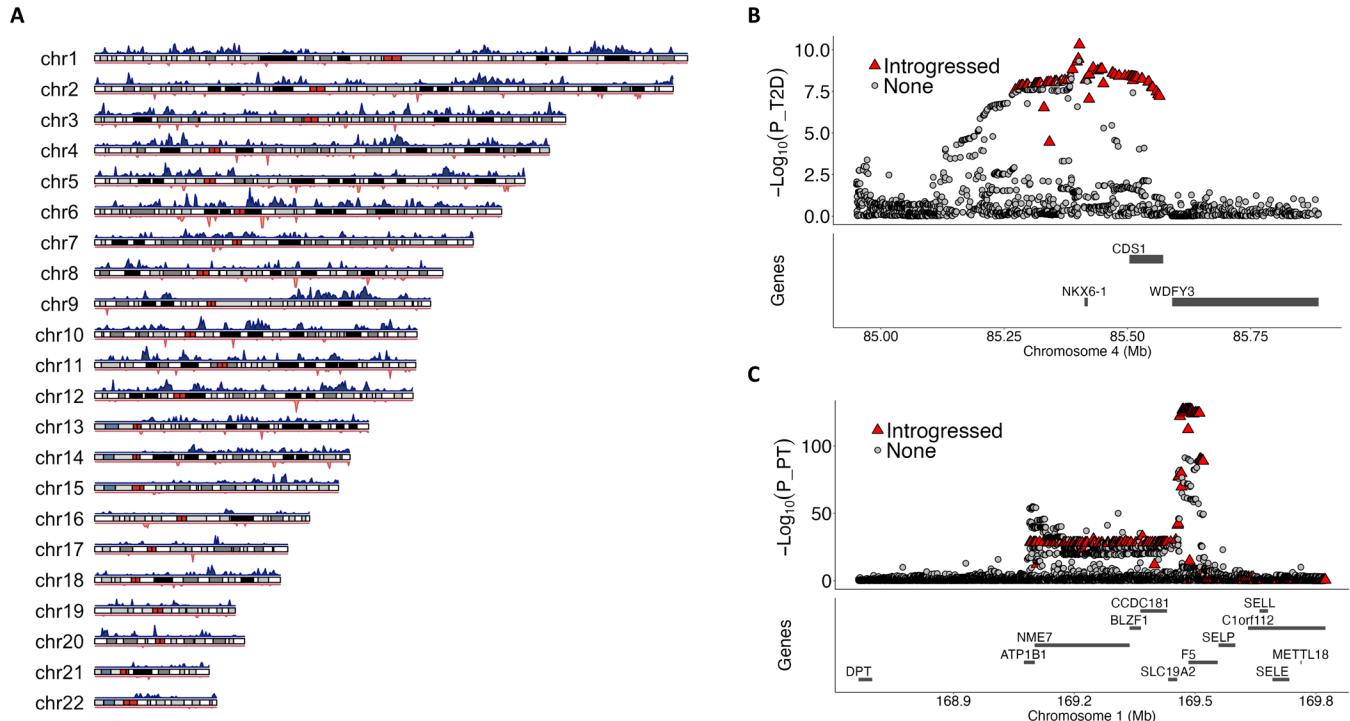 A
chr1
chr2
chr3
chr4
chr5
chr6
chr7
chr8
chr9
chr10
chr11
chr12
chr13
chr14
chr15
chr16
chr17
chr18
chr19
chr20
chr21
chr22
B
−Log10(P_T2D)
10.0
7.5
5.0
2.5
0.0
Introgressed
None
Genes
CDS1
NKX6-1 WDFY3
85.00 85.25 85.50 85.75
Chromosome 4 (Mb)
C
−Log10(P_PT)
100
50
0
Introgressed
None
Genes
CCDC181 SELL
BLZF1 C1orf112
NME7 SELP
ATP1B1 F5 METTL18
DPT SLC19A2 SELE
168.9 169.2 169.5 169.8
Chromosome 1 (Mb)